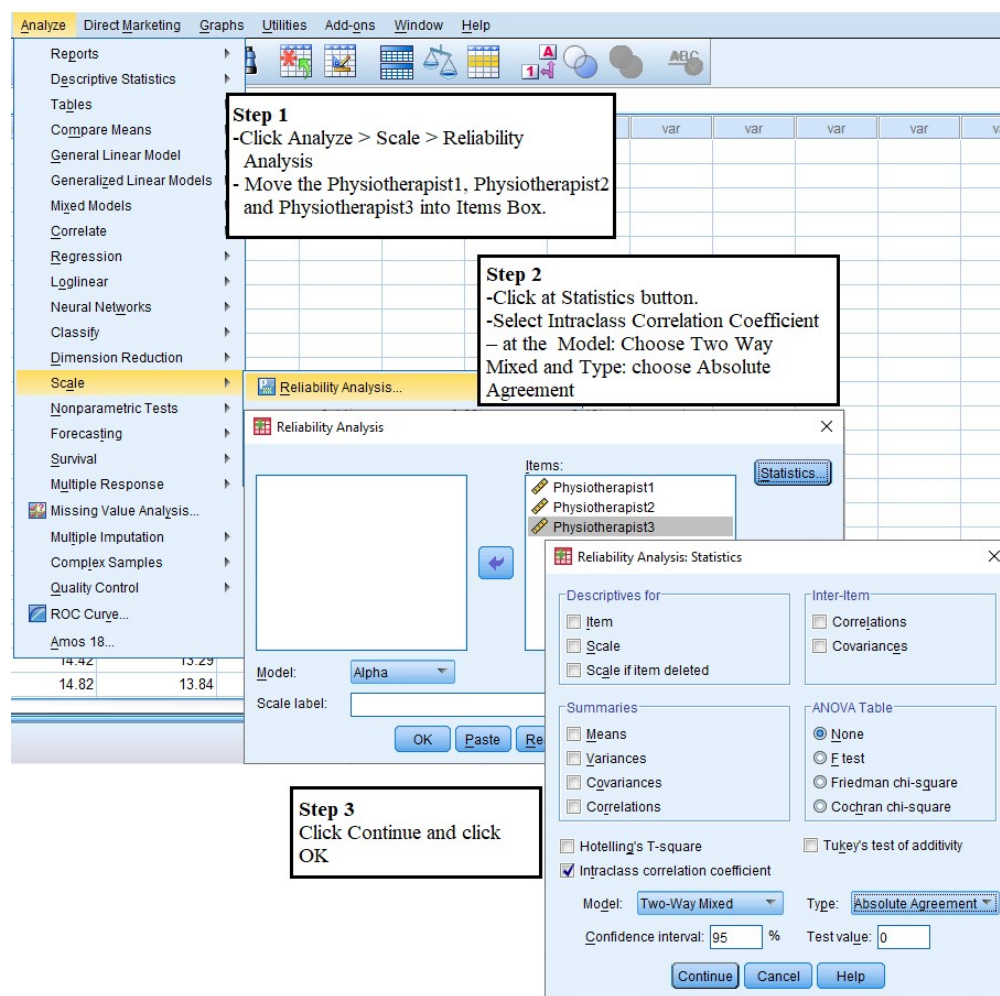 Analyze Direct Marketing Graphs Utilities Add-ons Window Help
Reports
Descriptive Statistics
Tables
Compare Means
General Linear Model
Generalized Linear Models
Mixed Models
Correlate
Regression
Loglinear
Neural Networks
Classify
Dimension Reduction
Scale
Nonparametric Tests
Forecasting
Survival
Multiple Response
Missing Value Analysis...
Multiple Imputation
Complex Samples
Quality Control
ROC Curve...
Amos 18...
14.42 13.29
14.82 13.84
A
1
ABC
var var var var
Step 1
-Click Analyze > Scale > Reliability
Analysis
- Move the Physiotherapist1, Physiotherapist2
and Physiotherapist3 into Items Box.
Step 2
-Click at Statistics button.
-Select Intraclass Correlation Coefficient
– at the Model: Choose Two Way
Mixed and Type: choose Absolute
Agreement
Reliability Analysis...
Reliability Analysis
Items:
Physiotherapist1
Physiotherapist2
Physiotherapist3
Statistics...
Model: Alpha
Scale label:
OK Paste
Step 3
Click Continue and click
OK
Reliability Analysis: Statistics
Descriptives for
Item
Scale
Scale if item deleted
Inter-Item
Correlations
Covariances
Summaries
Means
Variances
Covariances
Correlations
ANOVA Table
None
F test
Friedman chi-square
Cochran chi-square
Hotelling's T-square
Tukey's test of additivity
Intraclass correlation coefficient
Model: Two-Way Mixed Type: Absolute Agreement
Confidence interval: 95 % Test value: 0
Continue Cancel Help